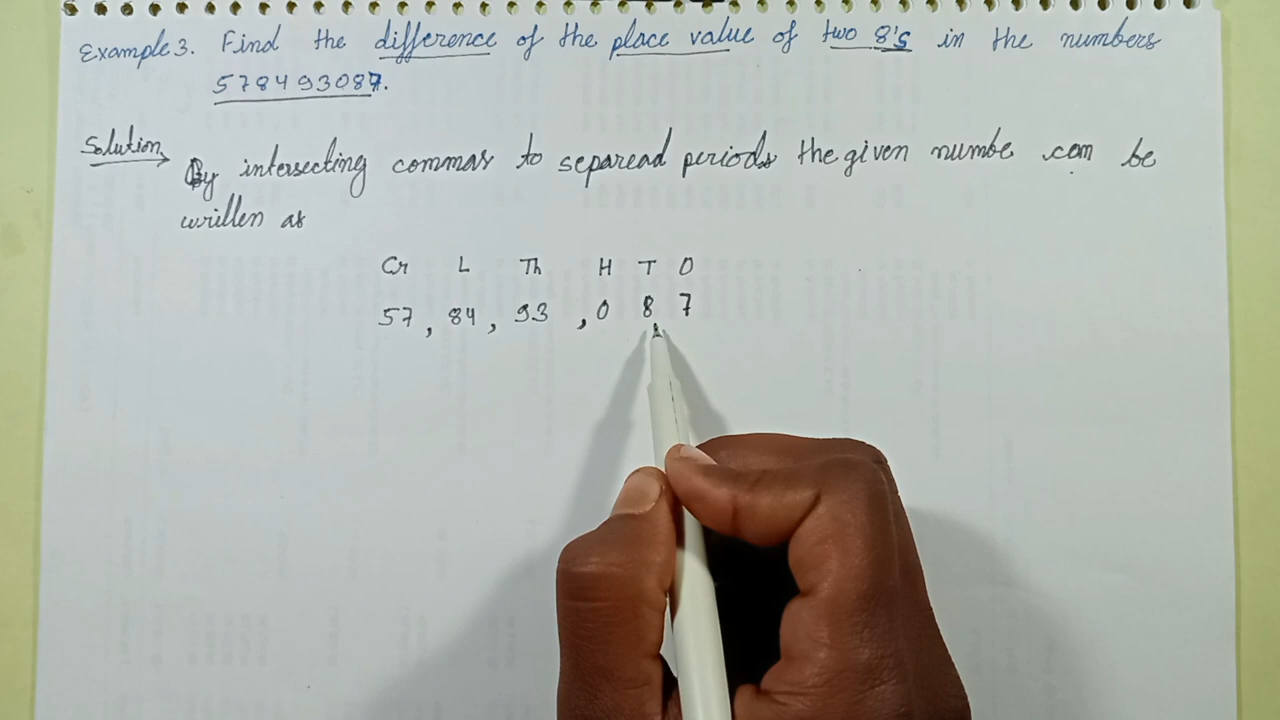 Example 3. Find the difference of the place value of two 8's in the numbers
578493087.
Solution
By intersecting commas to separead periods the given numbe can be
wrillen as
Cr L Th H T O
57, 84, 93, 0 8 7